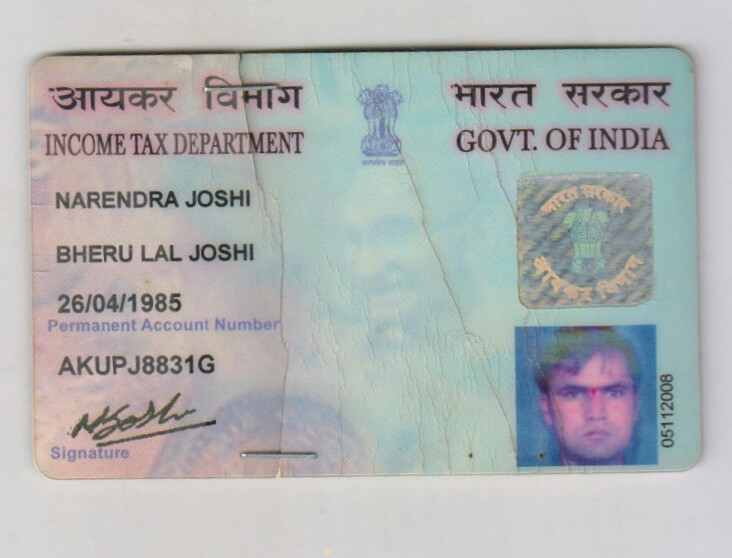 आयकर विभाग
भारत सरकार
INCOME TAX DEPARTMENT
GOVT. OF INDIA
NARENDRA JOSHI
BHERU LAL JOSHI
26/04/1985
Permanent Account Number
AKUPJ8831G
Signature
भारत सरकार
आयकर विभाग
05112008